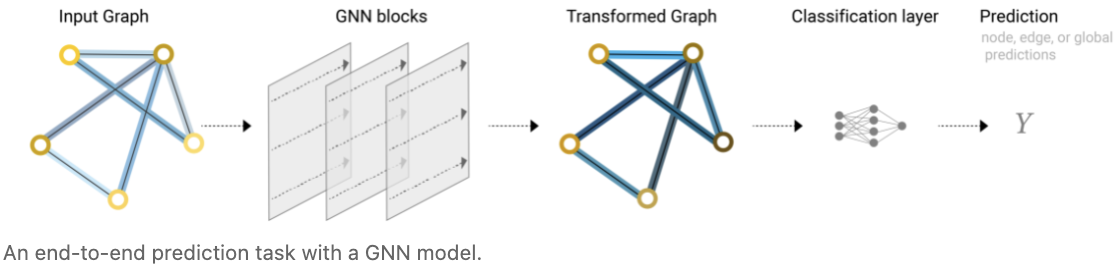 Input Graph
GNN blocks
Transformed Graph
Classification layer
Prediction
node, edge, or global
predictions
Y
An end-to-end prediction task with a GNN model.